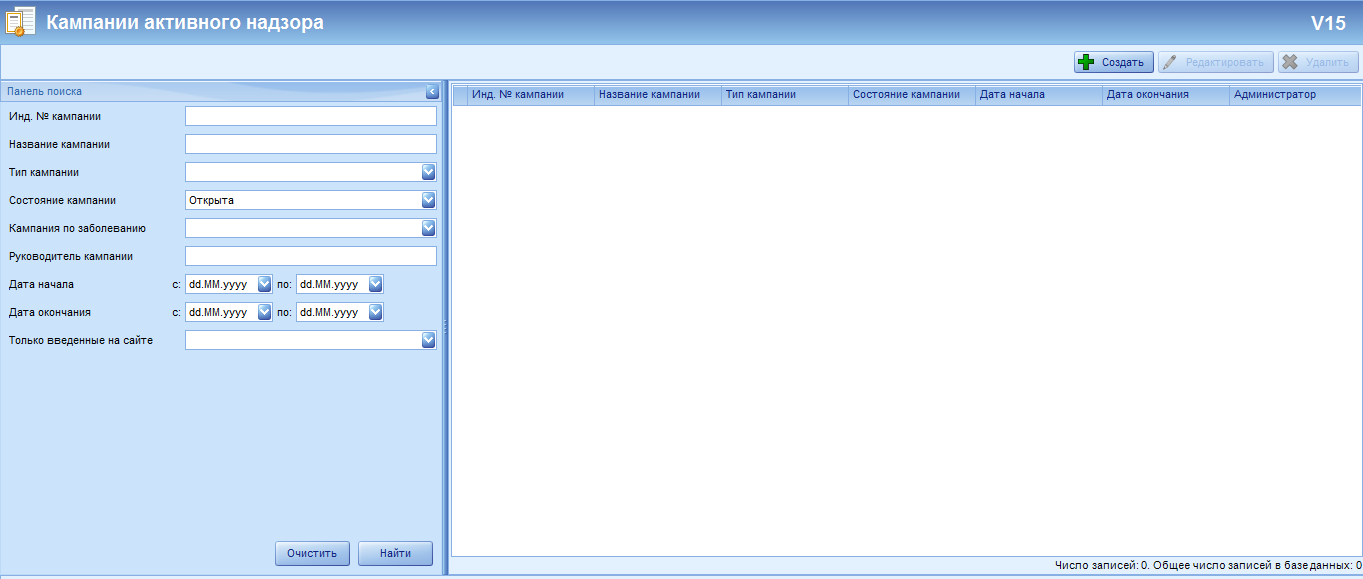 Кампании активного надзора
V15
Создать Редактировать Удалить
Панель поиска
Инд. № кампании
Название кампании
Тип кампании
Состояние кампании Открыта
Кампания по заболеванию
Руководитель кампании
Дата начала с: dd.MM.yyyy по: dd.MM.yyyy
Дата окончания с: dd.MM.yyyy по: dd.MM.yyyy
Только введенные на сайте
Очистить Найти
Инд. № кампании Название кампании Тип кампании Состояние кампании Дата начала Дата окончания Администратор
Число записей: 0. Общее число записей в базе данных: 0